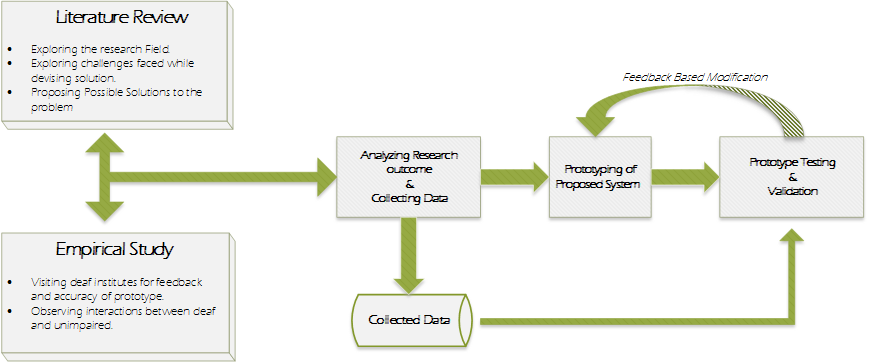 Literature Review
• Exploring the research Field.
• Exploring challenges faced while
devising solution.
• Proposing Possible Solutions to the
problem
Feedback Based Modification
Analyzing Research
outcome
&
Collecting Data
Prototyping of
Proposed System
Prototype Testing
&
Validation
Empirical Study
• Visiting deaf institutes for feedback
and accuracy of prototype.
• Observing interactions between deaf
and unimpaired.
Collected Data